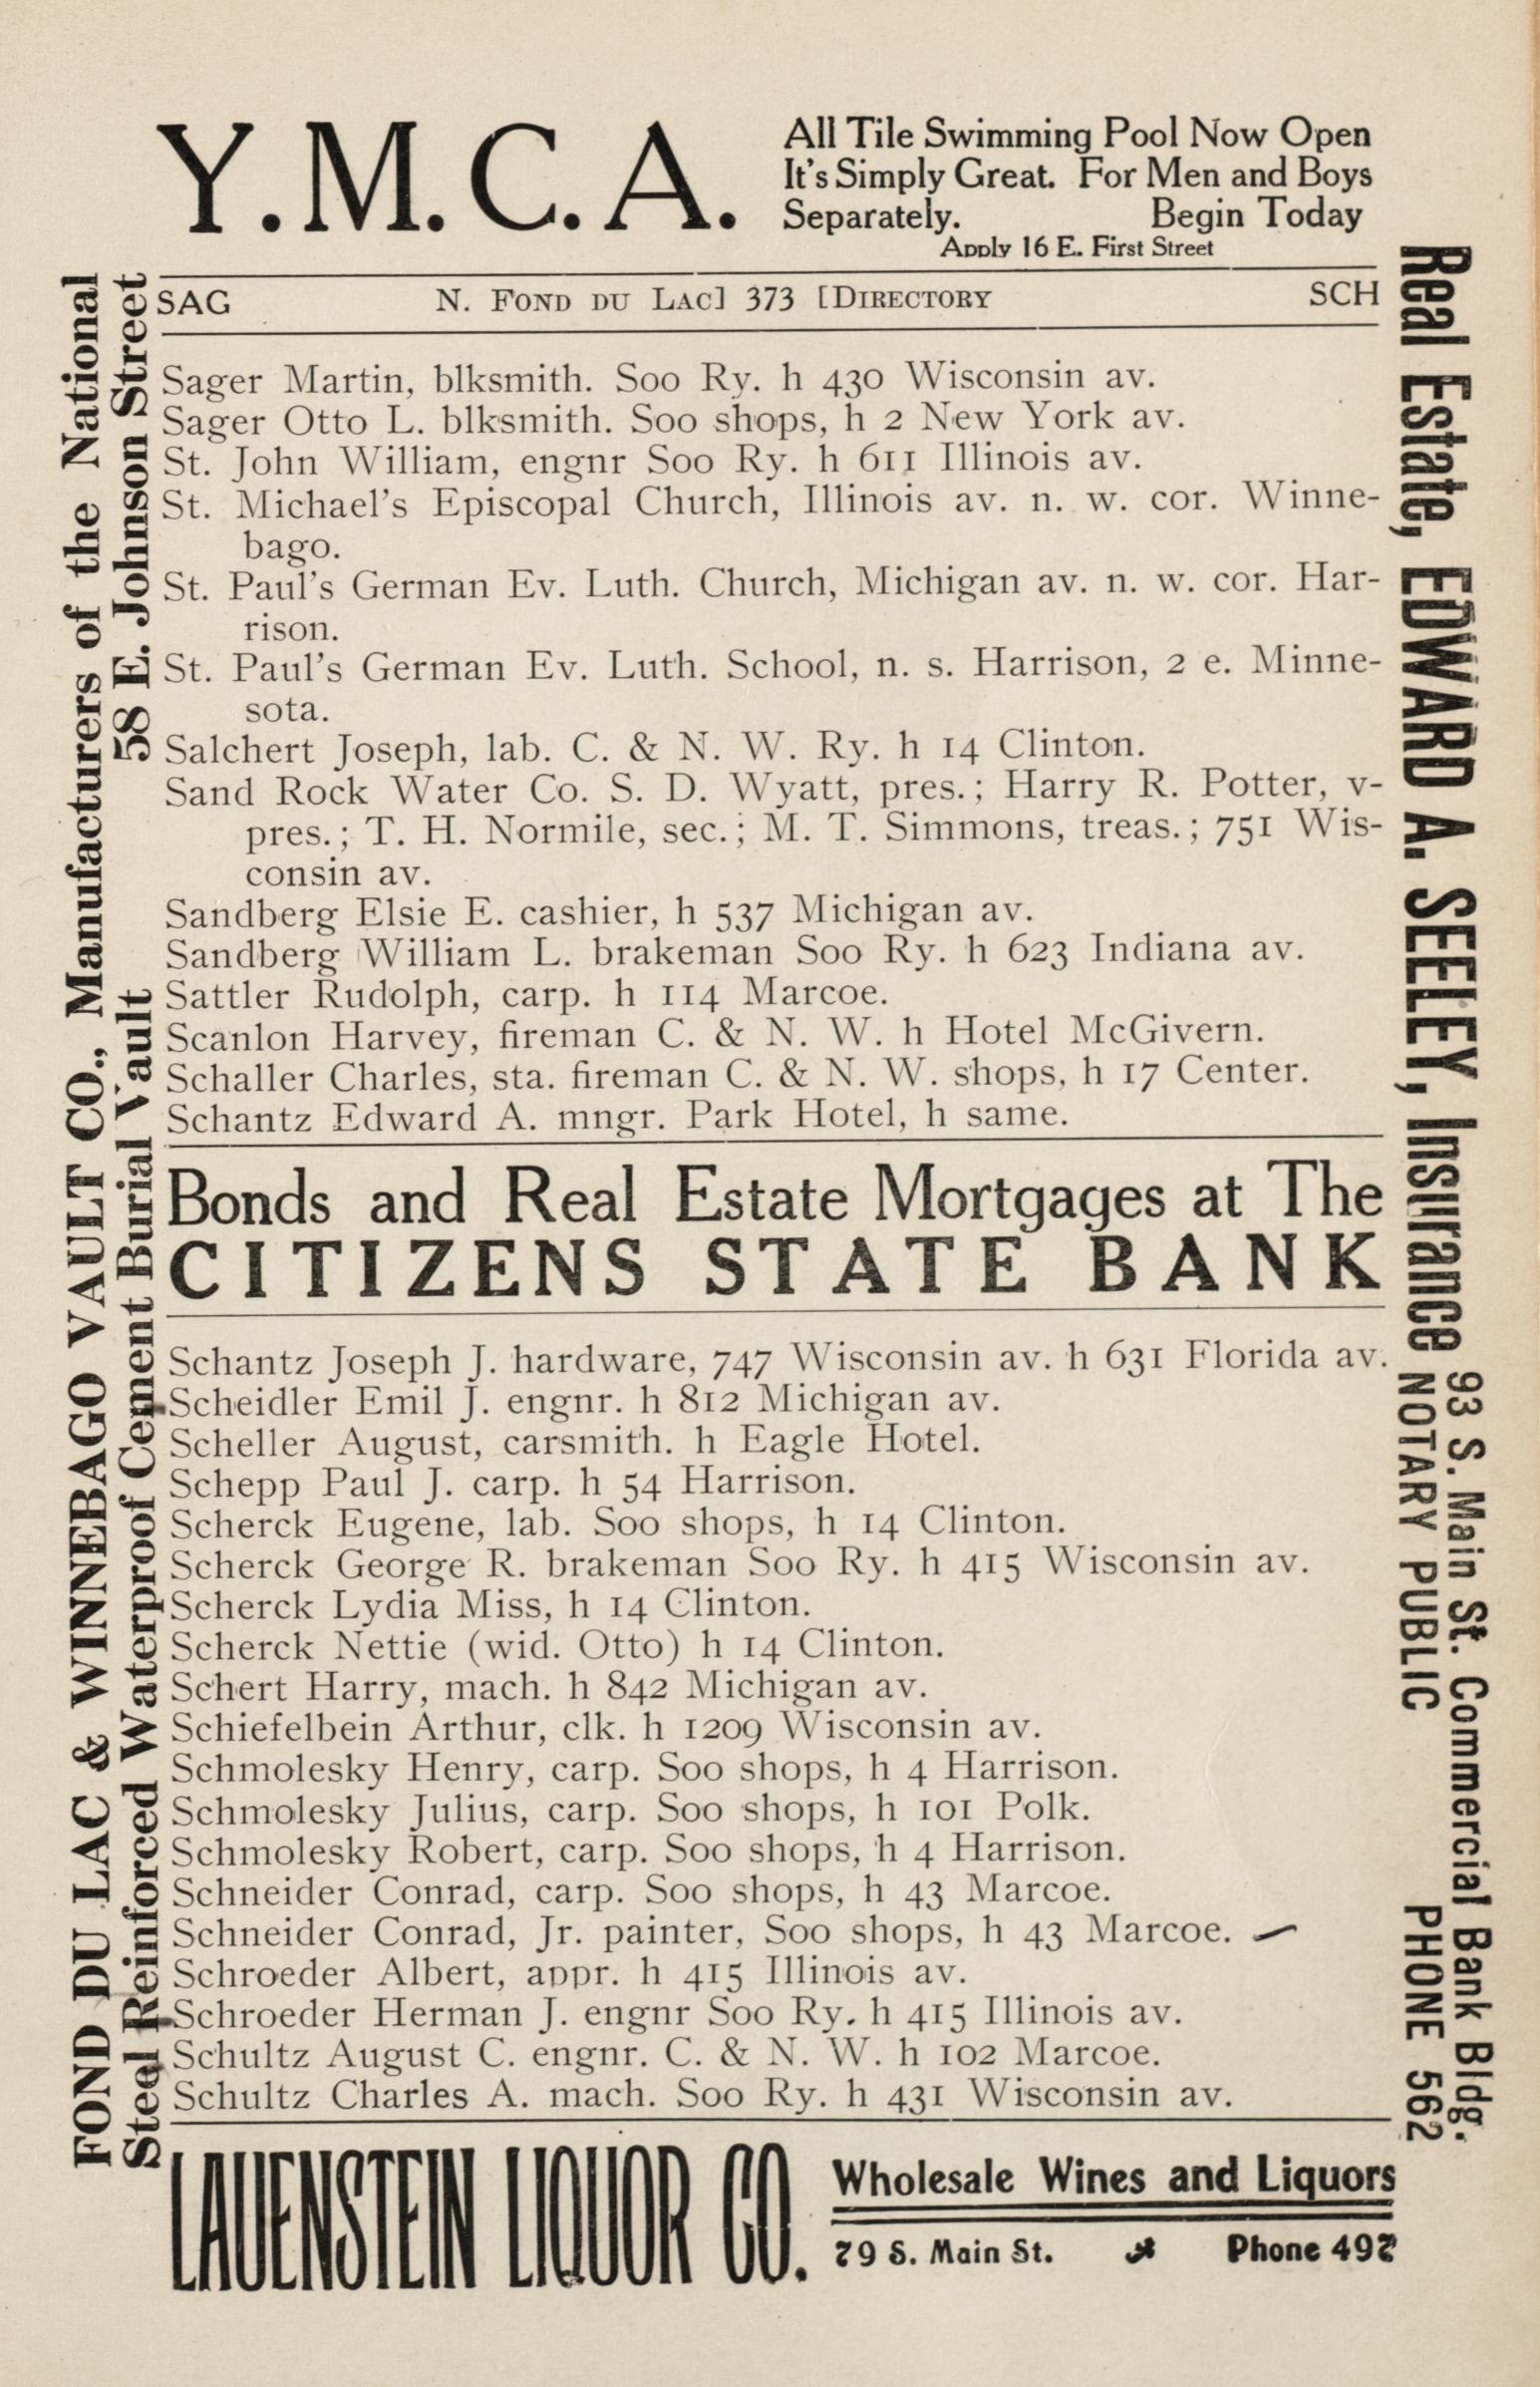 Y.M.C.A.
All Tile Swimming Pool Now Open
It's Simply Great. For Men and Boys
Separately. Begin Today
Apply 16 E. First Street
SAG N. FOND DU LAC] 373 [DIRECTORY SCH
Sager Martin, blksmith. Soo Ry. h 430 Wisconsin av.
Sager Otto L. blksmith. Soo shops, h 2 New York av.
St. John William, engnr Soo Ry. h 611 Illinois av.
St. Michael's Episcopal Church, Illinois av. n. w. cor. Winne-
bago.
St. Paul's German Ev. Luth. Church, Michigan av. n. w. cor. Har-
rison.
St. Paul's German Ev. Luth. School, n. s. Harrison, 2 e. Minne-
sota.
Salchert Joseph, lab. C. & N. W. Ry. h 14 Clinton.
Sand Rock Water Co. S. D. Wyatt, pres.; Harry R. Potter, v-
pres.; T. H. Normile, sec.; M. T. Simmons, treas.; 751 Wis-
consin av.
Sandberg Elsie E. cashier, h 537 Michigan av.
Sandberg William L. brakeman Soo Ry. h 623 Indiana av.
Sattler Rudolph, carp. h 114 Marcoe.
Scanlon Harvey, fireman C. & N. W. h Hotel McGivern.
Schaller Charles, sta. fireman C. & N. W. shops, h 17 Center.
Schantz Edward A. mngr. Park Hotel, h same.
Bonds and Real Estate Mortgages at The
CITIZENS STATE BANK
Schantz Joseph J. hardware, 747 Wisconsin av. h 631 Florida av.
Scheidler Emil J. engnr. h 812 Michigan av.
Scheller August, carsmith. h Eagle Hotel.
Schepp Paul J. carp. h 54 Harrison.
Scherck Eugene, lab. Soo shops, h 14 Clinton.
Scherck George R. brakeman Soo Ry. h 415 Wisconsin av.
Scherck Lydia Miss, h 14 Clinton.
Scherck Nettie (wid. Otto) h 14 Clinton.
Schert Harry, mach. h 842 Michigan av.
Schiefelbein Arthur, clk. h 1209 Wisconsin av.
Schmolesky Henry, carp. Soo shops, h 4 Harrison.
Schmolesky Julius, carp. Soo shops, h 101 Polk.
Schmolesky Robert, carp. Soo shops, h 4 Harrison.
Schneider Conrad, carp. Soo shops, h 43 Marcoe.
Schneider Conrad, Jr. painter, Soo shops, h 43 Marcoe.
Schroeder Albert, appr. h 415 Illinois av.
Schroeder Herman J. engnr Soo Ry. h 415 Illinois av.
Schultz August C. engnr. C. & N. W. h 102 Marcoe.
Schultz Charles A. mach. Soo Ry. h 431 Wisconsin av.
LAUENSTEIN LIQUOR CO.
Wholesale Wines and Liquors
79 S. Main St. Phone 492
FOND DU LAC & WINNEBAGO VAULT CO., Manufacturers of the National
Steel Reinforced Waterproof Cement Burial Vault 58 E. Johnson Street
Real Estate, EDWARD A. SEELEY, Insurance
93 S. Main St. Commercial Bank Bldg.
NOTARY PUBLIC PHONE 562